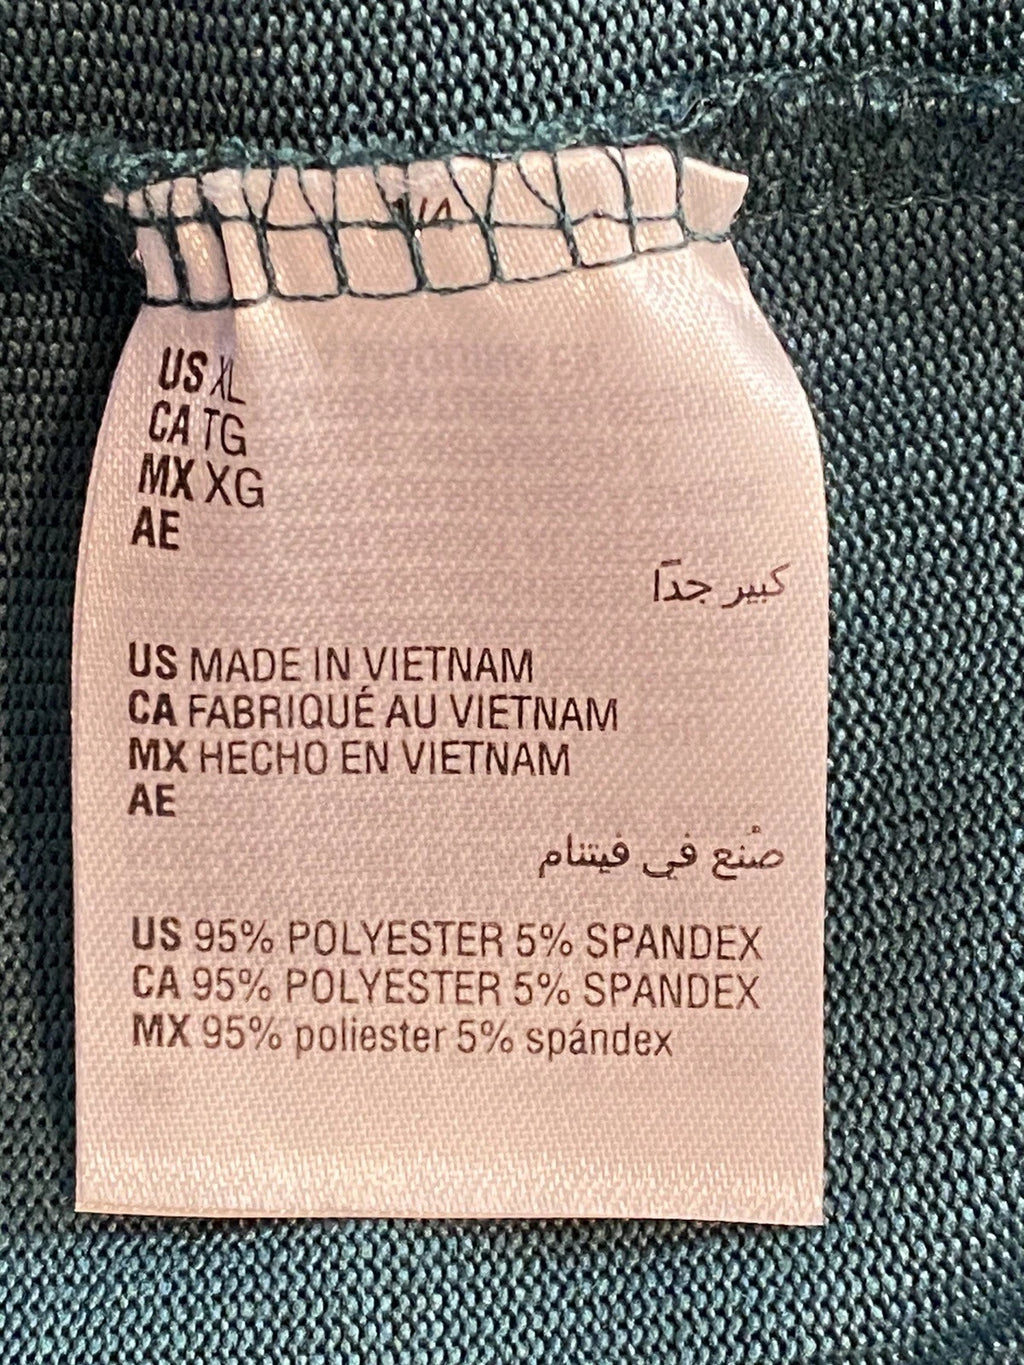 US XL
CA TG
MX XG
AE
كبير جدًا
US MADE IN VIETNAM
CA FABRIQUÉ AU VIETNAM
MX HECHO EN VIETNAM
AE
صْنع في فيتنام
US 95% POLYESTER 5% SPANDEX
CA 95% POLYESTER 5% SPANDEX
MX 95% poliester 5% spándex